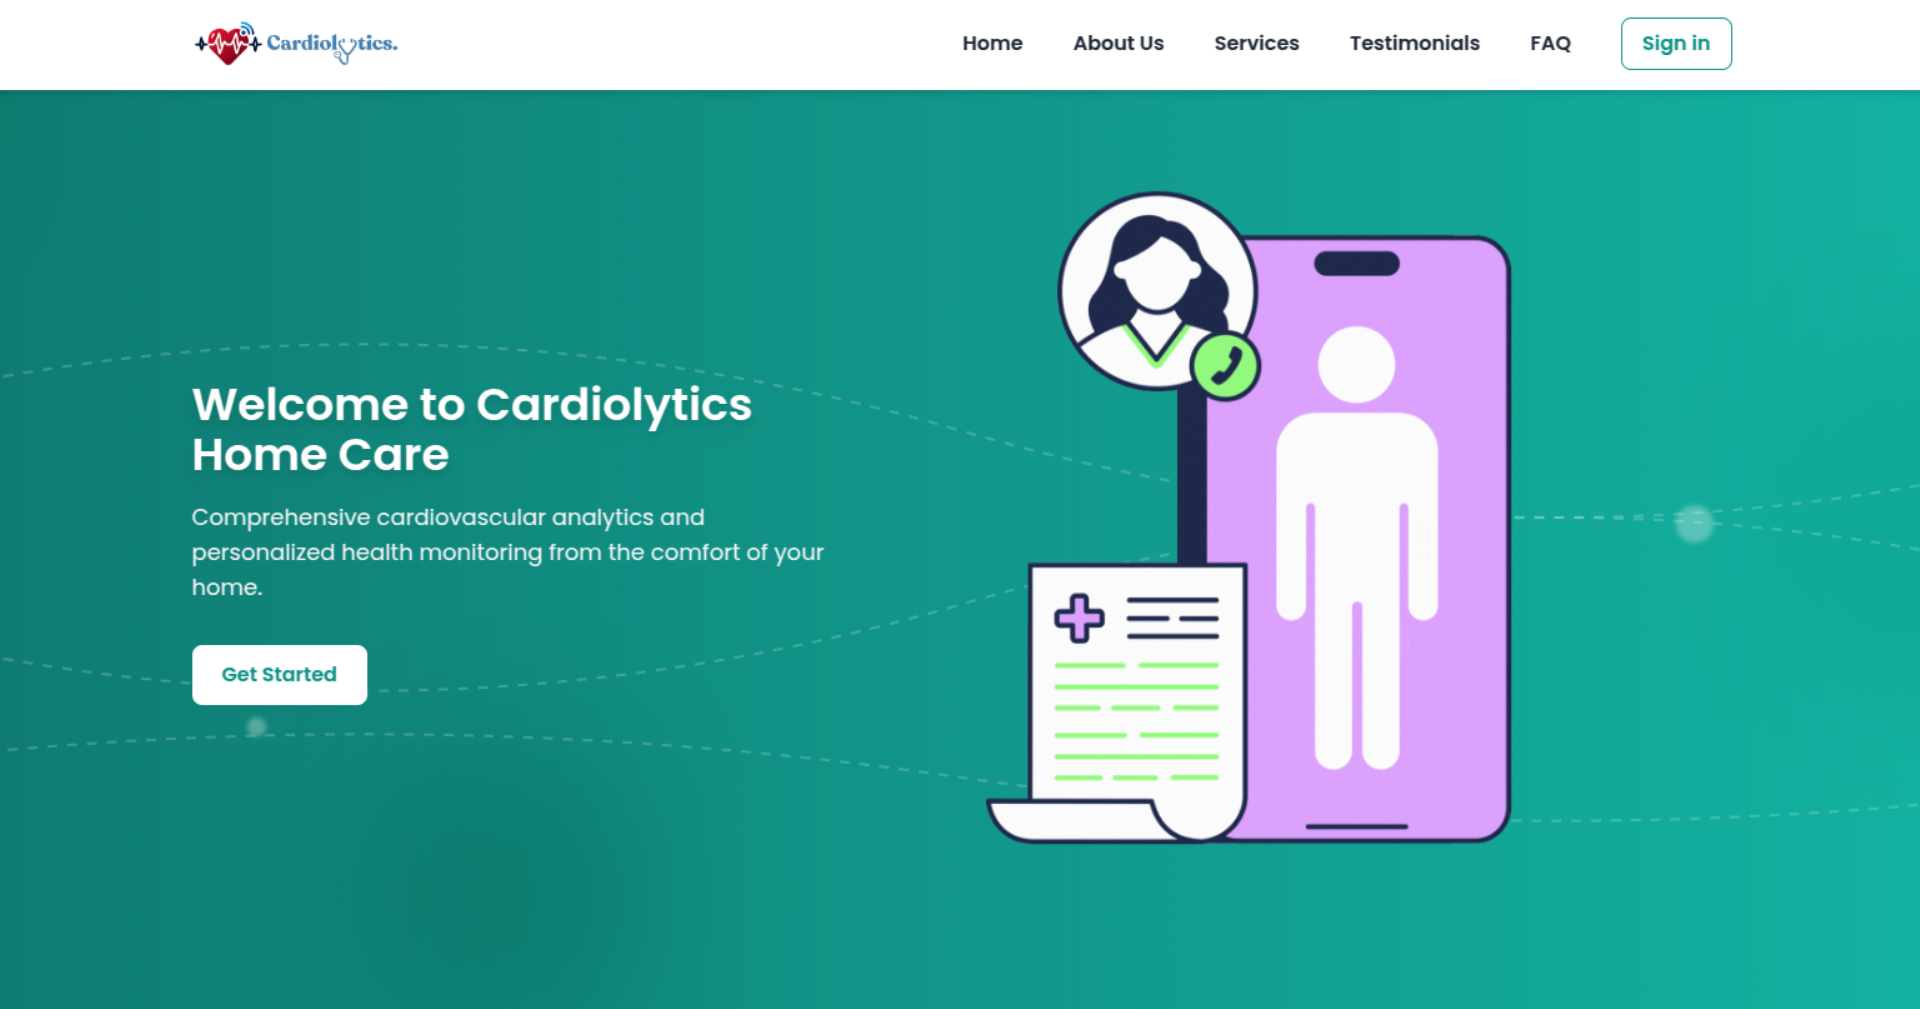 Cardiolytics.
Home
About Us
Services
Testimonials
FAQ
Sign in
Welcome to Cardiolytics
Home Care
Comprehensive cardiovascular analytics and
personalized health monitoring from the comfort of your
home.
Get Started